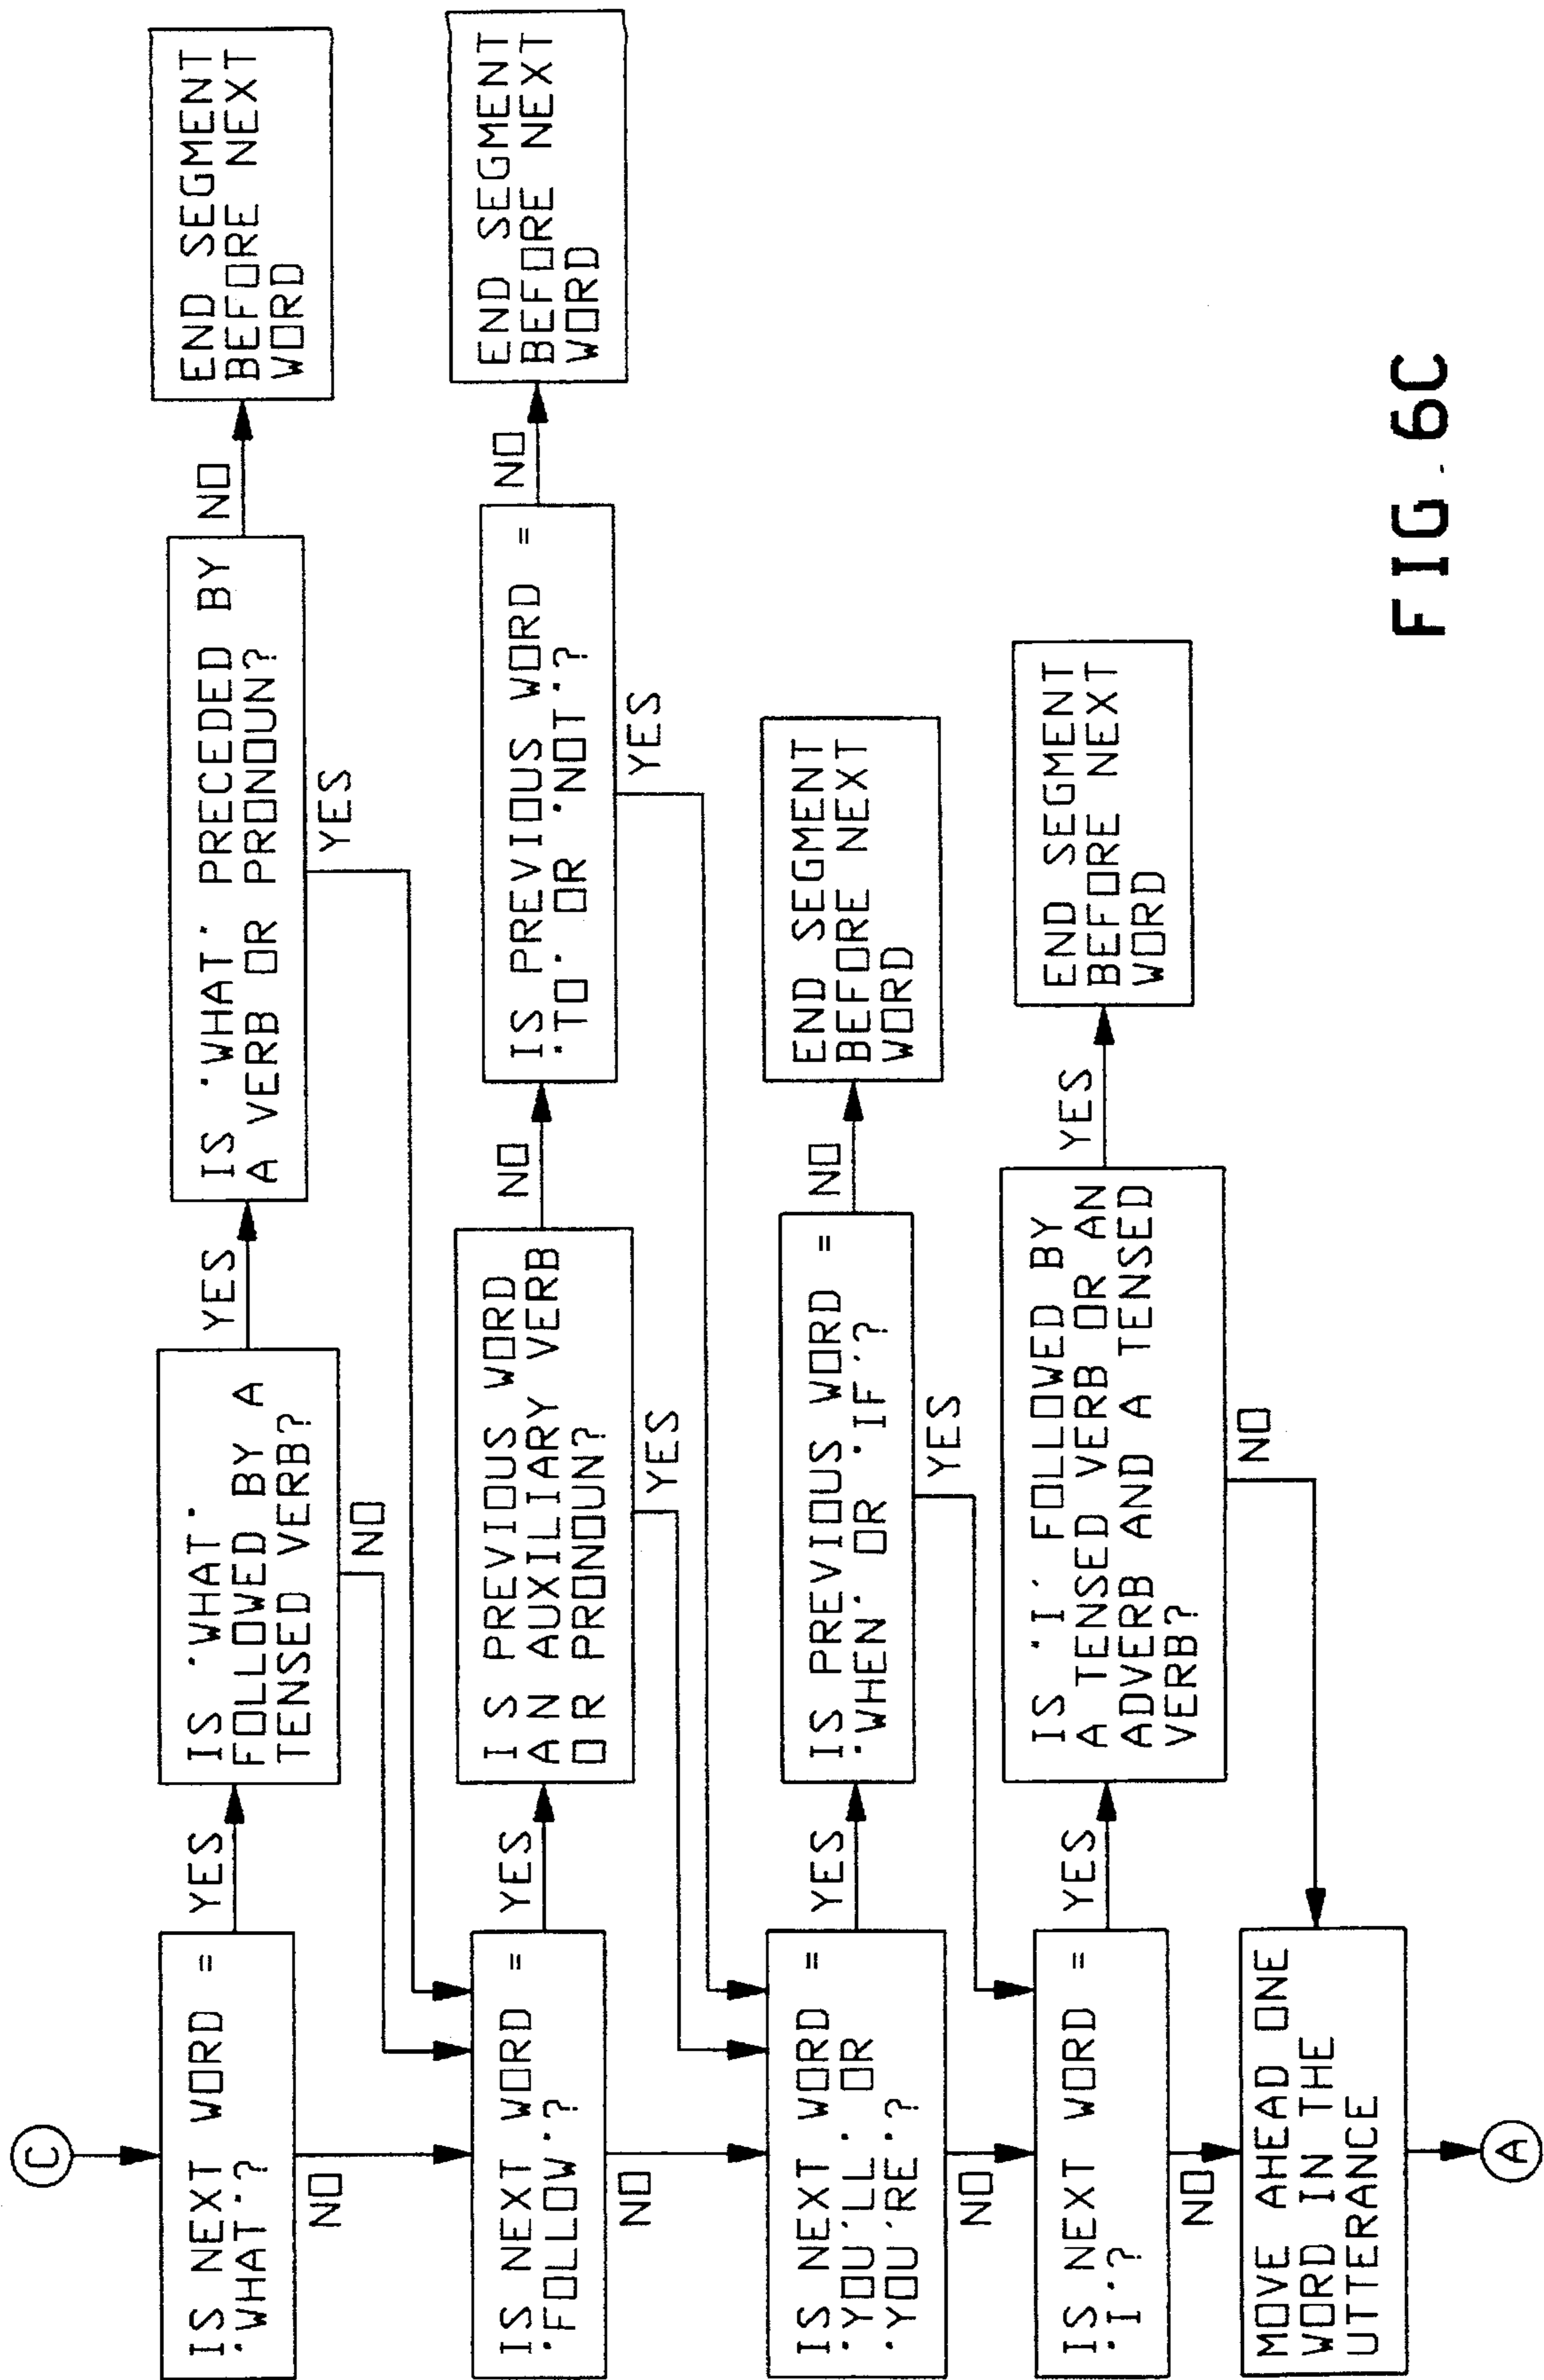 C
IS NEXT WORD =
'WHAT'?
YES
NO
IS 'WHAT'
FOLLOWED BY A
TENSED VERB?
YES
NO
IS 'WHAT' PRECEDED BY
A VERB OR PRONOUN?
NO
YES
END SEGMENT
BEFORE NEXT
WORD
IS NEXT WORD =
'FOLLOW'?
YES
NO
IS PREVIOUS WORD
AN AUXILIARY VERB
OR PRONOUN?
NO
YES
IS PREVIOUS WORD =
'TO' OR 'NOT'?
NO
YES
END SEGMENT
BEFORE NEXT
WORD
IS NEXT WORD =
'YOU'LL' OR
'YOU'RE'?
YES
NO
IS PREVIOUS WORD =
'WHEN' OR 'IF'?
NO
YES
END SEGMENT
BEFORE NEXT
WORD
IS NEXT WORD =
'I'?
YES
NO
IS 'I' FOLLOWED BY
A TENSED VERB OR AN
ADVERB AND A TENSED
VERB?
YES
NO
END SEGMENT
BEFORE NEXT
WORD
MOVE AHEAD ONE
WORD IN THE
UTTERANCE
A
FIG. 6C